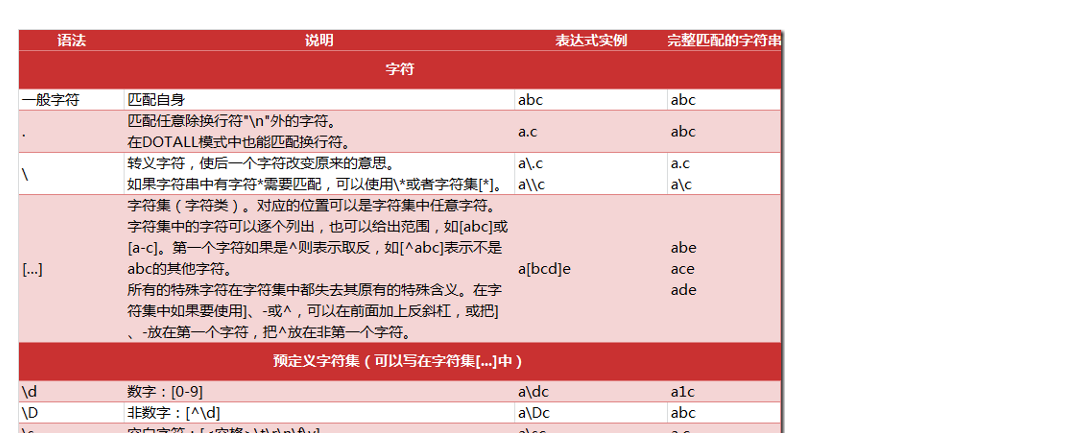 语法 说明 表达式实例 完整匹配的字符串
字符
一般字符 匹配自身 abc abc
. 匹配任意除换行符"\n"外的字符。
在DOTALL模式中也能匹配换行符。 a.c abc
\ 转义字符，使后一个字符改变原来的意思。
如果字符串中有字符*需要匹配，可以使用\*或者字符集[*]。 a\.c
a\\c a.c
a\c
[...] 字符集（字符类）。对应的位置可以是字符集中任意字符。
字符集中的字符可以逐个列出，也可以给出范围，如[abc]或
[a-c]。第一个字符如果是^则表示取反，如[^abc]表示不是
abc的其他字符。
所有的特殊字符在字符集中都失去其原有的特殊含义。在字
符集中如果要使用]、-或^，可以在前面加上反斜杠，或把]
、-放在第一个字符，把^放在非第一个字符。
a[bcd]e
abe
ace
ade
预定义字符集（可以写在字符集[...]中）
\d 数字：[0-9] a\dc a1c
\D 非数字：[^\d] a\Dc abc